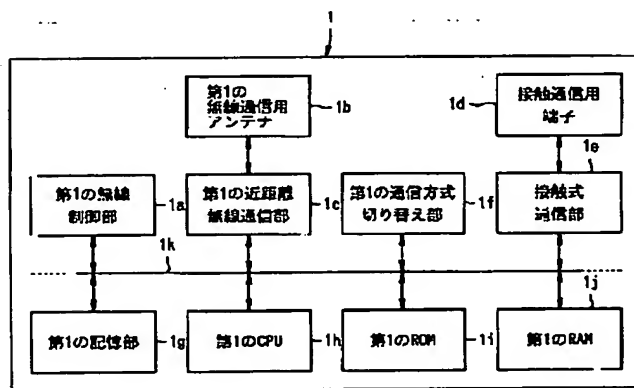 1
第1の
無線通信用
アンテナ
1b
1d
接触通信用
端子
1e
第1の無線
制御部
1a
第1の近距離
無線通信部
1c
第1の通信方式
切り替え部
1f
接触式
通信部
1k
1j
第1の記憶部
1g
第1のCPU
1h
第1のROM
1i
第1のRAM